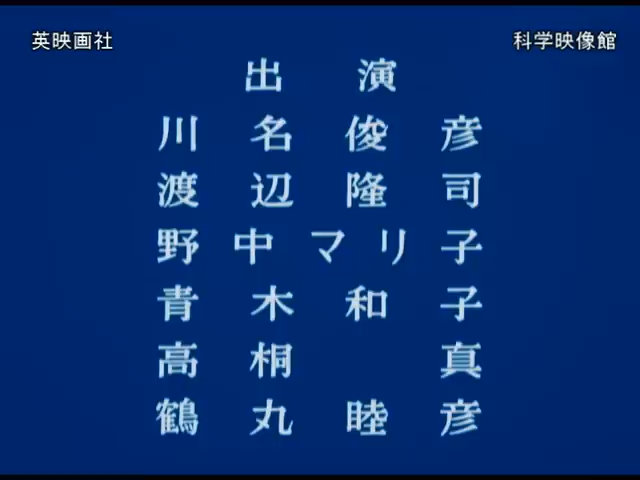 英映画社
科学映像館
出演
川名俊彦
渡辺隆司
野中マリ子
青木和子
高桐真
鶴丸睦彦